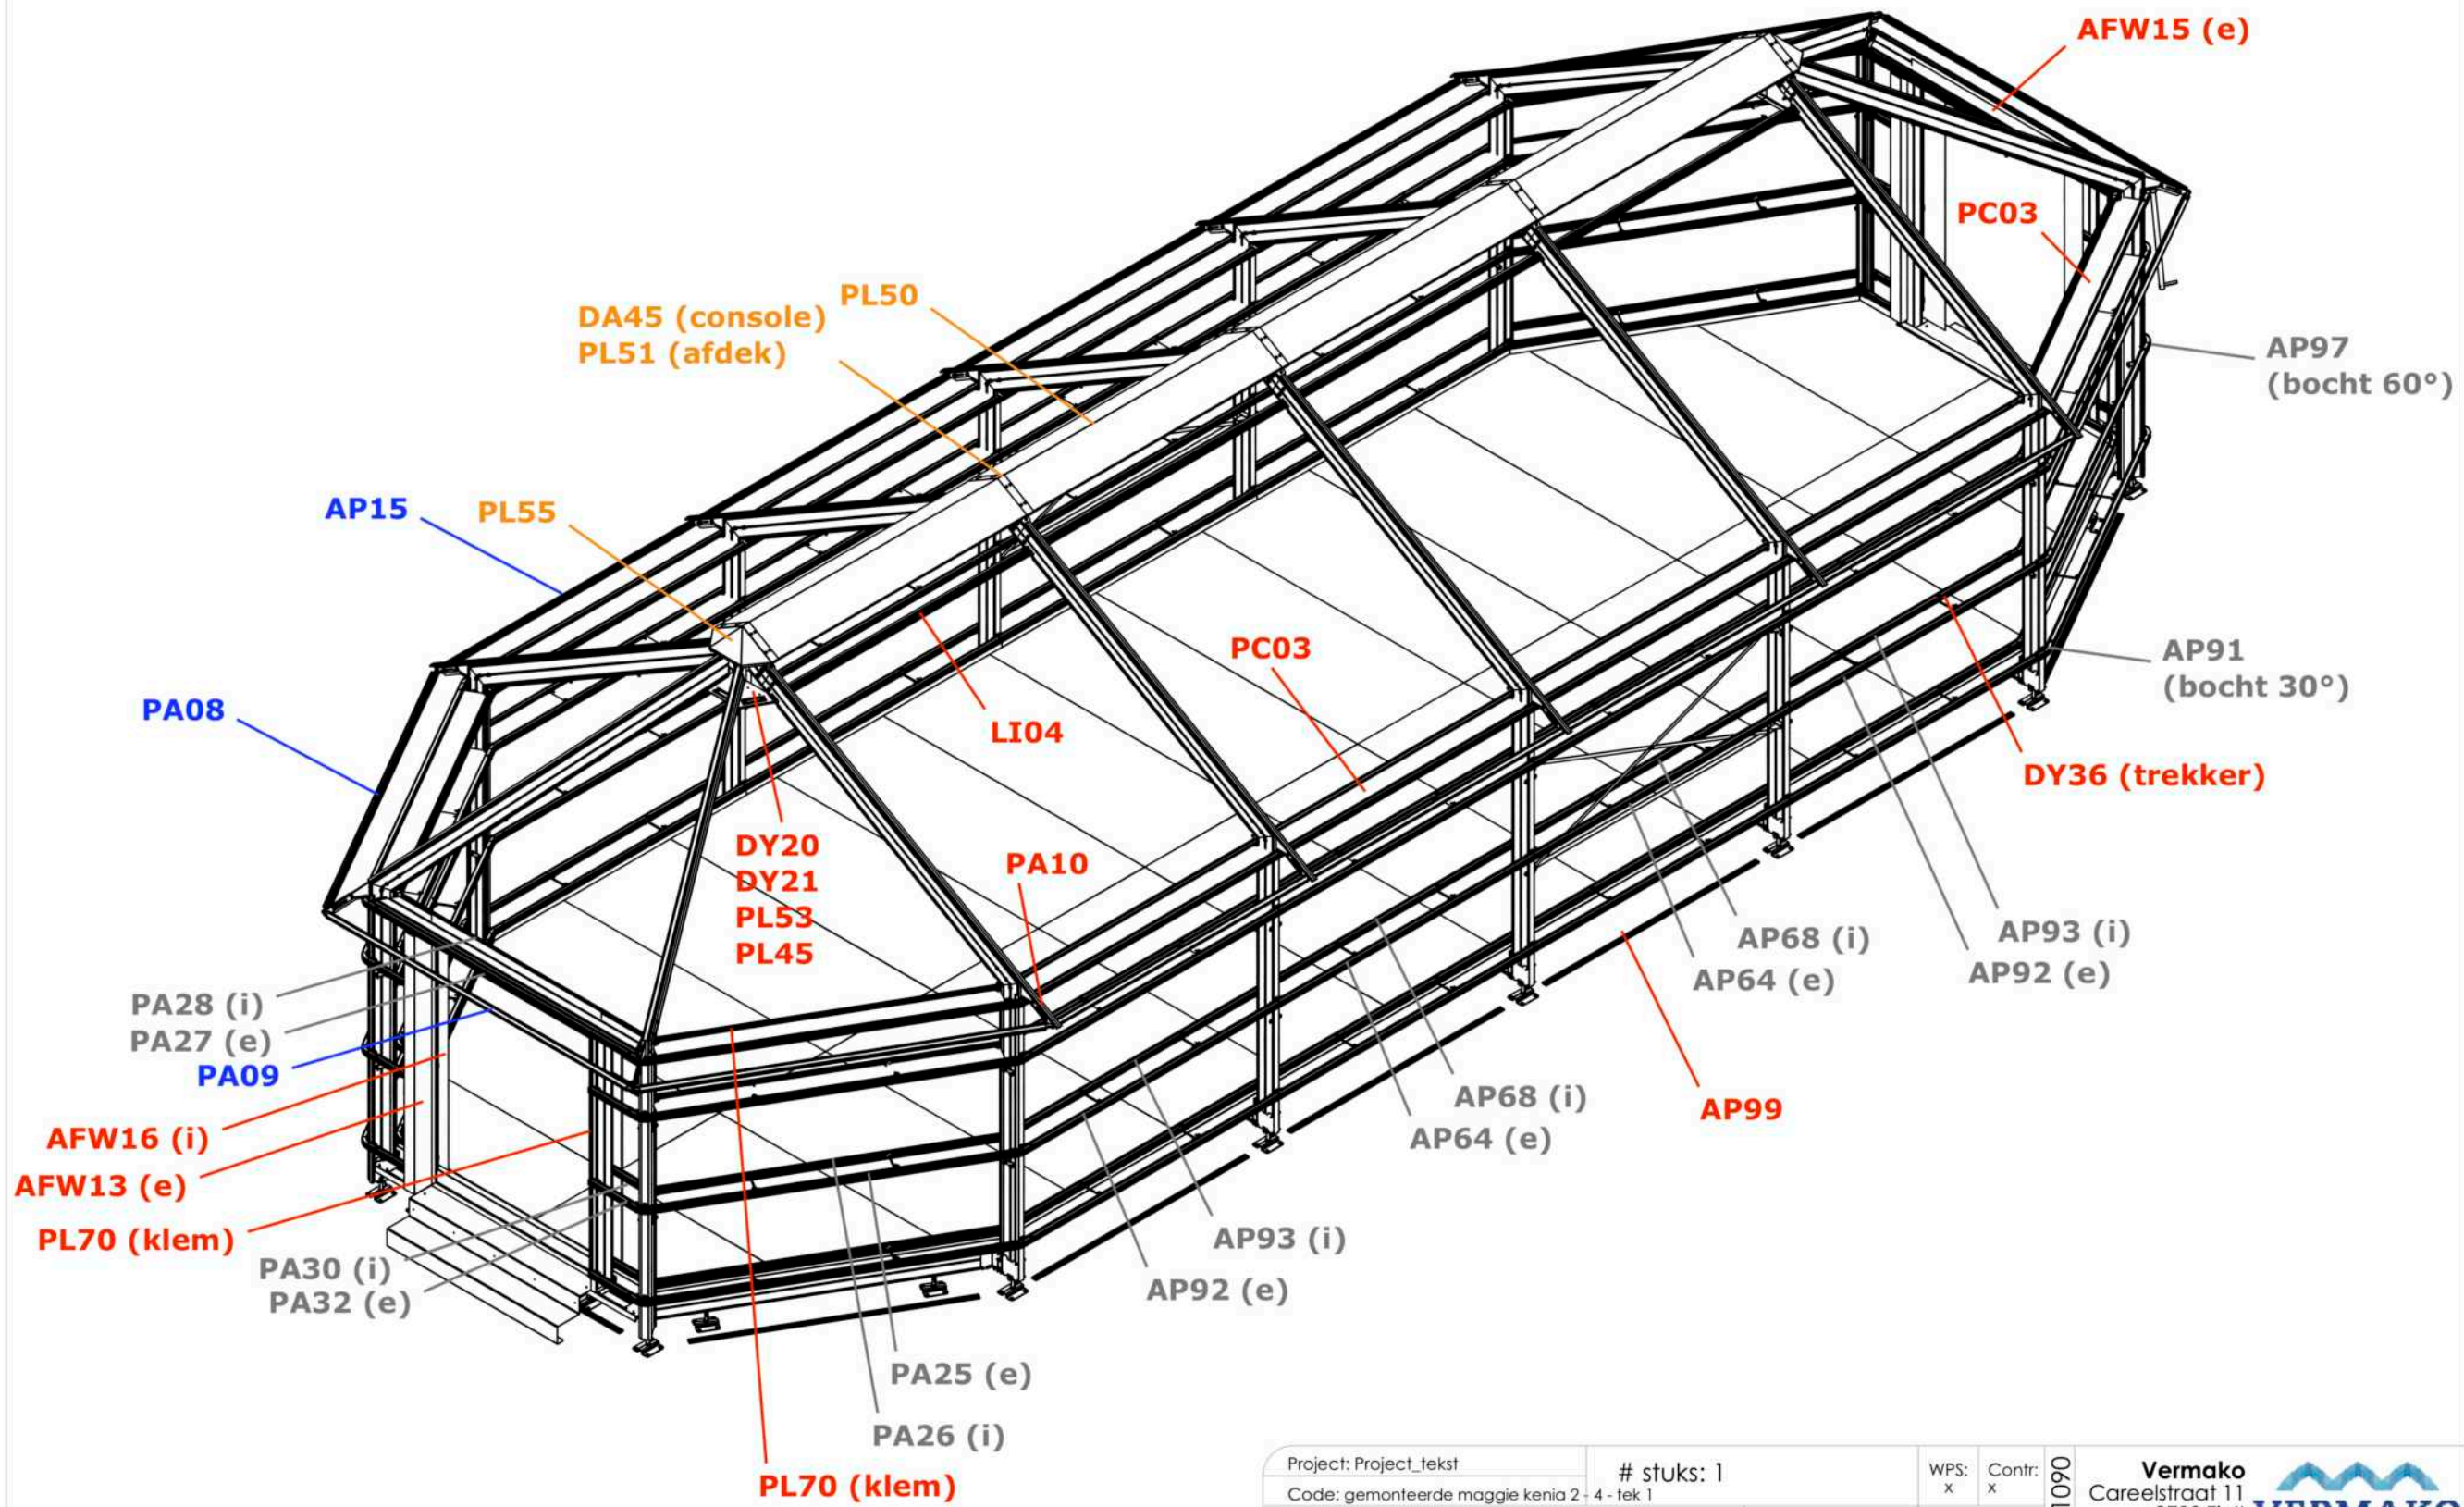 AFW15 (e)
PC03
DA45 (console)
PL50
PL51 (afdek)
AP97
(bocht 60°)
AP15
PL55
PC03
AP91
(bocht 30°)
PA08
LI04
DY36 (trekker)
DY20
DY21
PL53
PL45
PA10
AP68 (i)
AP64 (e)
AP93 (i)
AP92 (e)
PA28 (i)
PA27 (e)
PA09
AP68 (i)
AP64 (e)
AP99
AFW16 (i)
AFW13 (e)
PL70 (klem)
PA30 (i)
PA32 (e)
AP93 (i)
AP92 (e)
PA25 (e)
PA26 (i)
PL70 (klem)
Project: Project_tekst
# stuks: 1
WPS:
x
Contr:
x
1090
Vermako
Careelstraat 11
Code: gemonteerde maggie kenia 2 - 4 - tek 1
VERMAKO